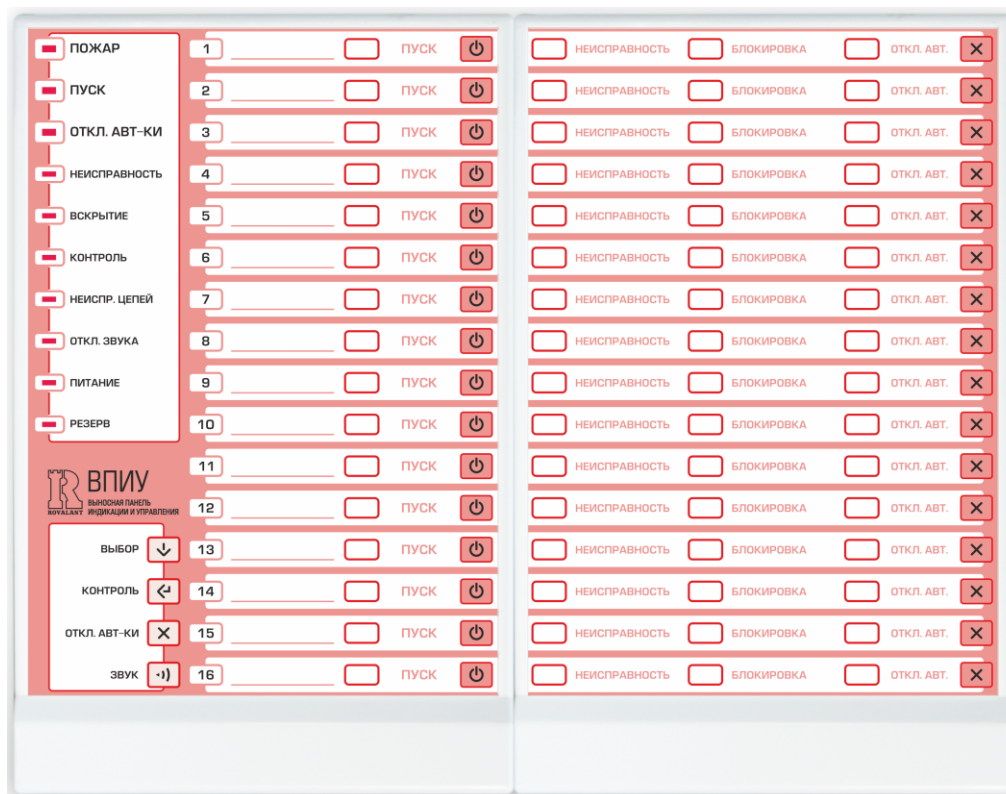 ПОЖАР
ПУСК
ОТКЛ. АВТ-КИ
НЕИСПРАВНОСТЬ
ВСКРЫТИЕ
КОНТРОЛЬ
НЕИСПР. ЦЕПЕЙ
ОТКЛ. ЗВУКА
ПИТАНИЕ
РЕЗЕРВ
ROVALANT
ВПИУ
ВЫНОСНАЯ ПАНЕЛЬ
ИНДИКАЦИИ И УПРАВЛЕНИЯ
ВЫБОР
КОНТРОЛЬ
ОТКЛ. АВТ-КИ
ЗВУК
1 ПУСК НЕИСПРАВНОСТЬ БЛОКИРОВКА ОТКЛ. АВТ.
2 ПУСК НЕИСПРАВНОСТЬ БЛОКИРОВКА ОТКЛ. АВТ.
3 ПУСК НЕИСПРАВНОСТЬ БЛОКИРОВКА ОТКЛ. АВТ.
4 ПУСК НЕИСПРАВНОСТЬ БЛОКИРОВКА ОТКЛ. АВТ.
5 ПУСК НЕИСПРАВНОСТЬ БЛОКИРОВКА ОТКЛ. АВТ.
6 ПУСК НЕИСПРАВНОСТЬ БЛОКИРОВКА ОТКЛ. АВТ.
7 ПУСК НЕИСПРАВНОСТЬ БЛОКИРОВКА ОТКЛ. АВТ.
8 ПУСК НЕИСПРАВНОСТЬ БЛОКИРОВКА ОТКЛ. АВТ.
9 ПУСК НЕИСПРАВНОСТЬ БЛОКИРОВКА ОТКЛ. АВТ.
10 ПУСК НЕИСПРАВНОСТЬ БЛОКИРОВКА ОТКЛ. АВТ.
11 ПУСК НЕИСПРАВНОСТЬ БЛОКИРОВКА ОТКЛ. АВТ.
12 ПУСК НЕИСПРАВНОСТЬ БЛОКИРОВКА ОТКЛ. АВТ.
13 ПУСК НЕИСПРАВНОСТЬ БЛОКИРОВКА ОТКЛ. АВТ.
14 ПУСК НЕИСПРАВНОСТЬ БЛОКИРОВКА ОТКЛ. АВТ.
15 ПУСК НЕИСПРАВНОСТЬ БЛОКИРОВКА ОТКЛ. АВТ.
16 ПУСК НЕИСПРАВНОСТЬ БЛОКИРОВКА ОТКЛ. АВТ.